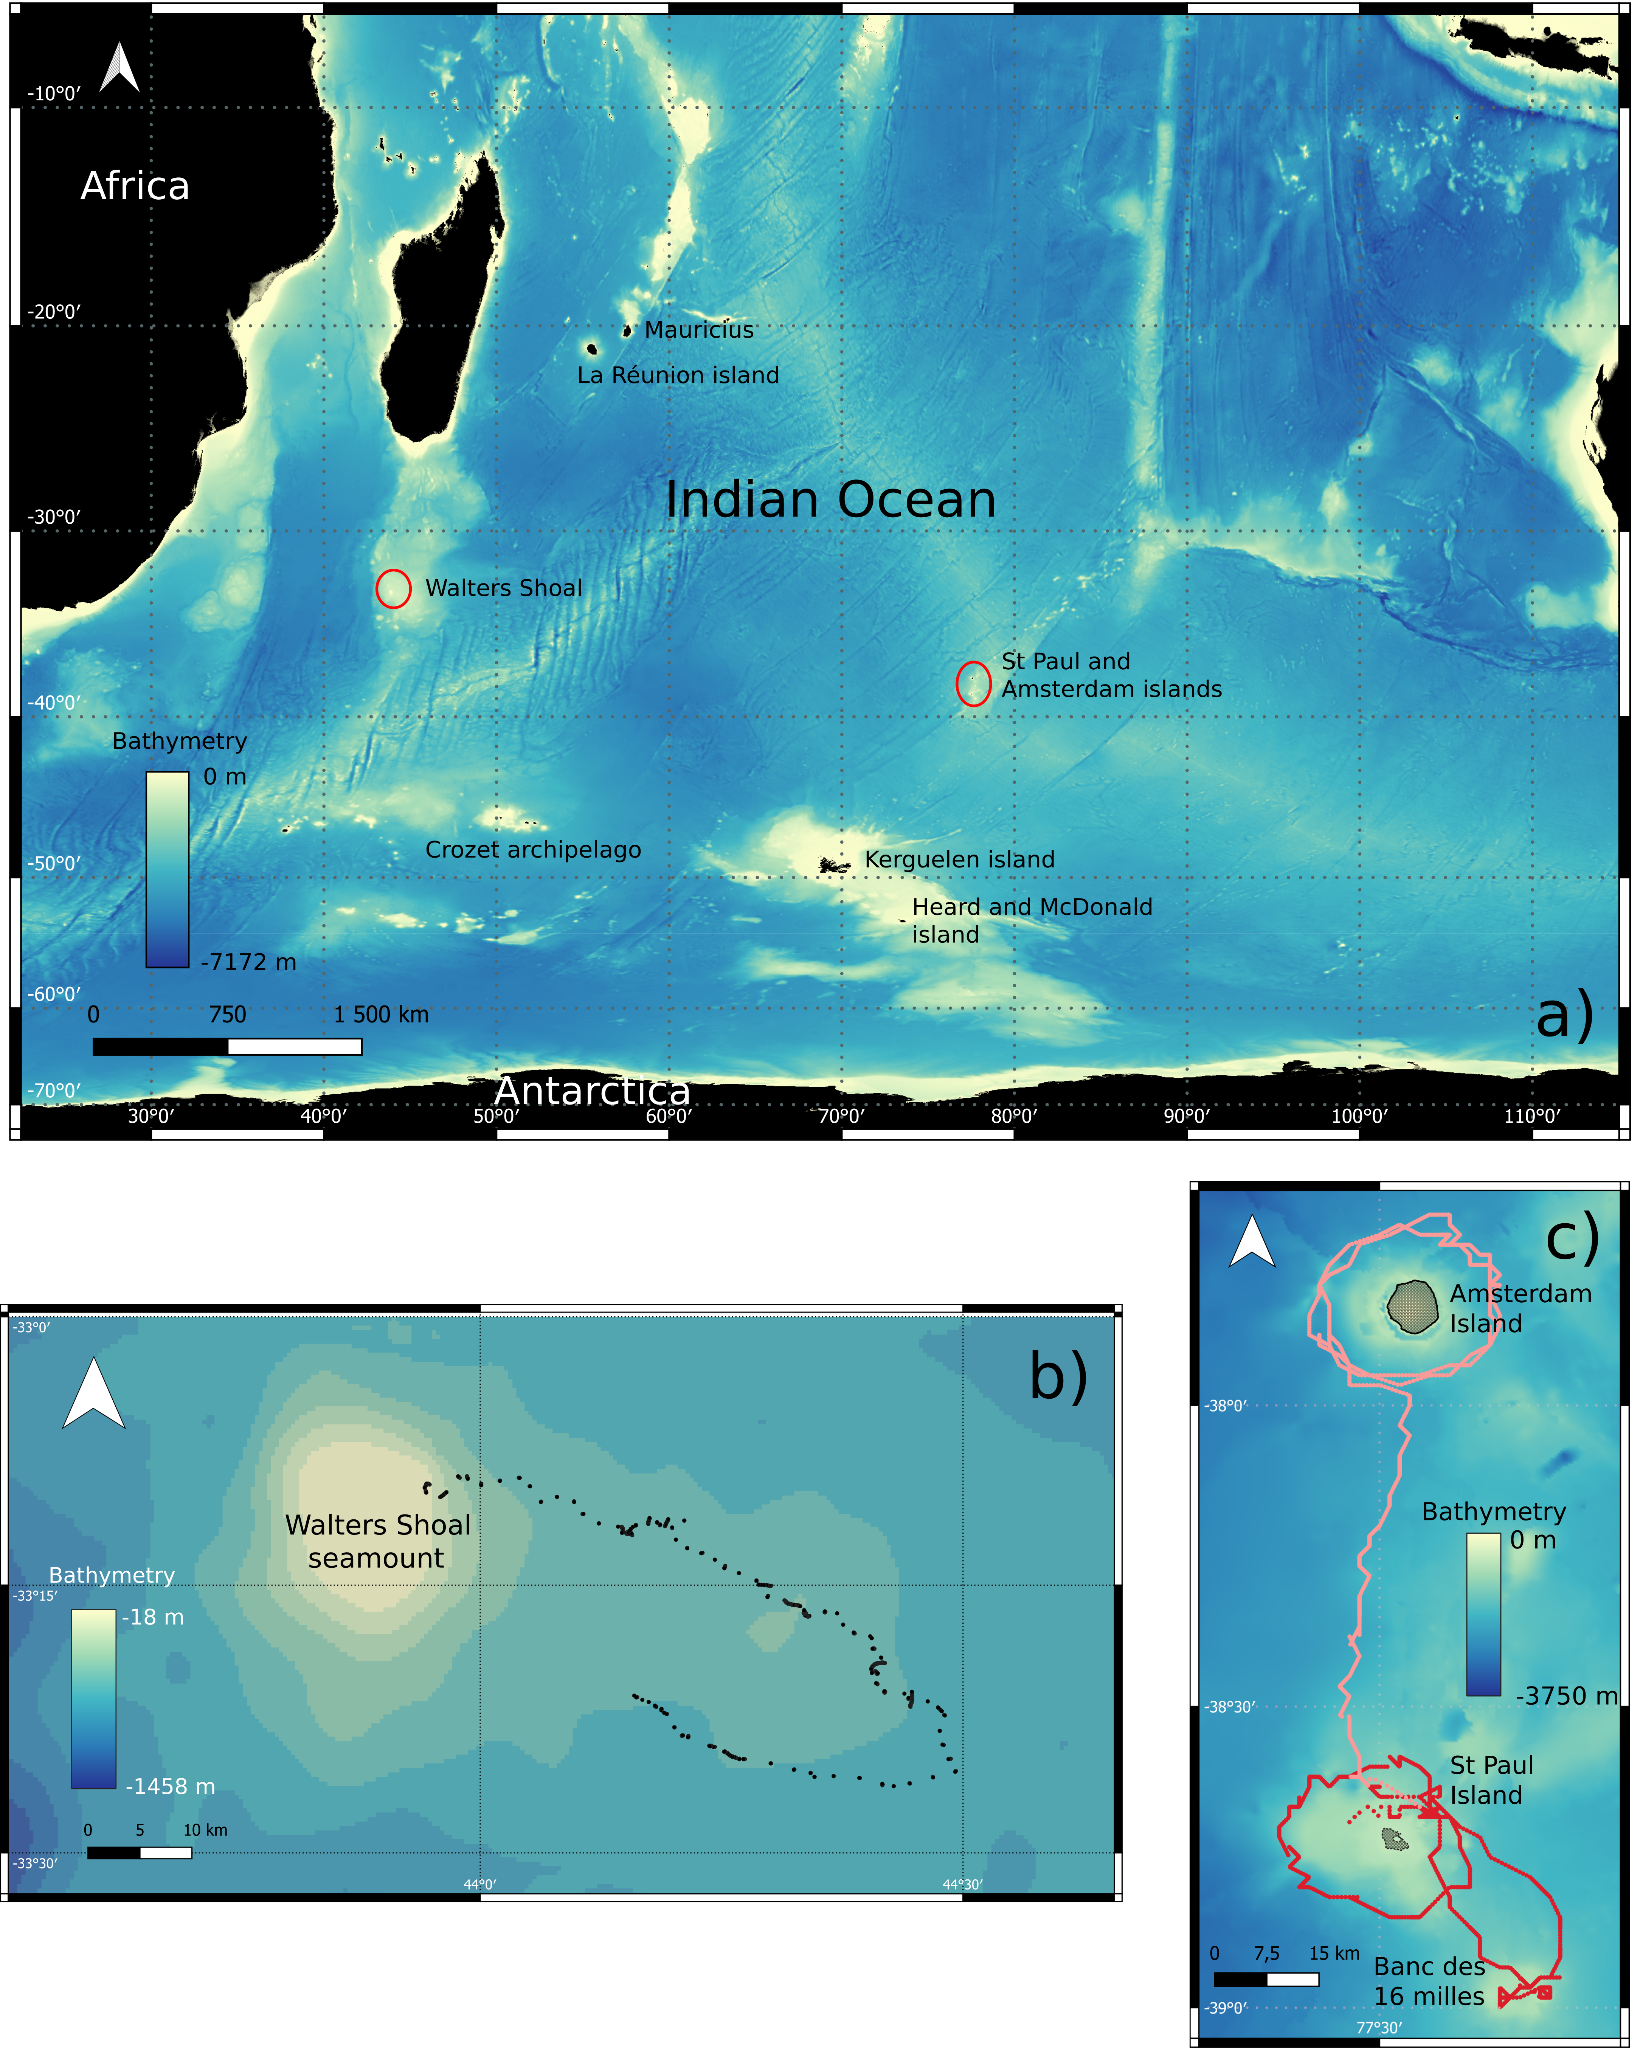 -10°0′
Africa
-20°0′
Mauricius
La Réunion island
Indian Ocean
-30°0′
Walters Shoal
St Paul and
Amsterdam islands
-40°0′
Bathymetry
0 m
-7172 m
Crozet archipelago
-50°0′
Kerguelen island
Heard and McDonald
island
-60°0′
0 750 1 500 km
a)
-70°0′
Antarctica
30°0′ 40°0′ 50°0′ 60°0′ 70°0′ 80°0′ 90°0′ 100°0′ 110°0′
-33°0′
b)
Walters Shoal
seamount
Bathymetry
-33°15′
-18 m
-1458 m
0 5 10 km
-33°30′
44°0′ 44°30′
c)
Amsterdam
Island
-38°0′
Bathymetry
0 m
-3750 m
-38°30′
St Paul
Island
0 7,5 15 km
Banc des
16 milles
-39°0′
77°30′